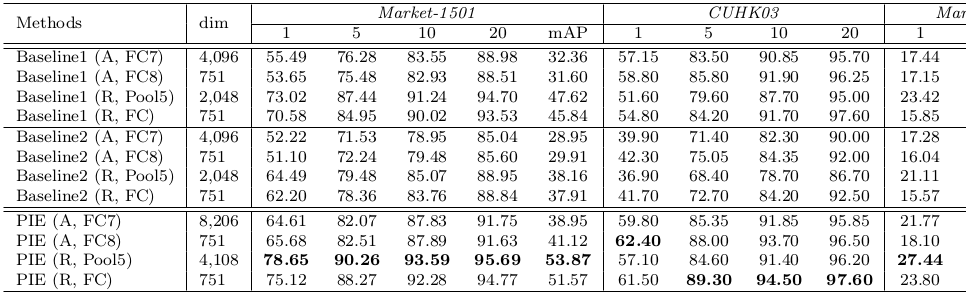 Methods dim Market-1501 CUHK03 Mar
1 5 10 20 mAP 1 5 10 20 1
Baseline1 (A, FC7) 4,096 55.49 76.28 83.55 88.98 32.36 57.15 83.50 90.85 95.70 17.44
Baseline1 (A, FC8) 751 53.65 75.48 82.93 88.51 31.60 58.80 85.80 91.90 96.25 17.15
Baseline1 (R, Pool5) 2,048 73.02 87.44 91.24 94.70 47.62 51.60 79.60 87.70 95.00 23.42
Baseline1 (R, FC) 751 70.58 84.95 90.02 93.53 45.84 54.80 84.20 91.70 97.60 15.85
Baseline2 (A, FC7) 4,096 52.22 71.53 78.95 85.04 28.95 39.90 71.40 82.30 90.00 17.28
Baseline2 (A, FC8) 751 51.10 72.24 79.48 85.60 29.91 42.30 75.05 84.35 92.00 16.04
Baseline2 (R, Pool5) 2,048 64.49 79.48 85.07 88.95 38.16 36.90 68.40 78.70 86.70 21.11
Baseline2 (R, FC) 751 62.20 78.36 83.76 88.84 37.91 41.70 72.70 84.20 92.50 15.57
PIE (A, FC7) 8,206 64.61 82.07 87.83 91.75 38.95 59.80 85.35 91.85 95.85 21.77
PIE (A, FC8) 751 65.68 82.51 87.89 91.63 41.12 62.40 88.00 93.70 96.50 18.10
PIE (R, Pool5) 4,108 78.65 90.26 93.59 95.69 53.87 57.10 84.60 91.40 96.20 27.44
PIE (R, FC) 751 75.12 88.27 92.28 94.77 51.57 61.50 89.30 94.50 97.60 23.80